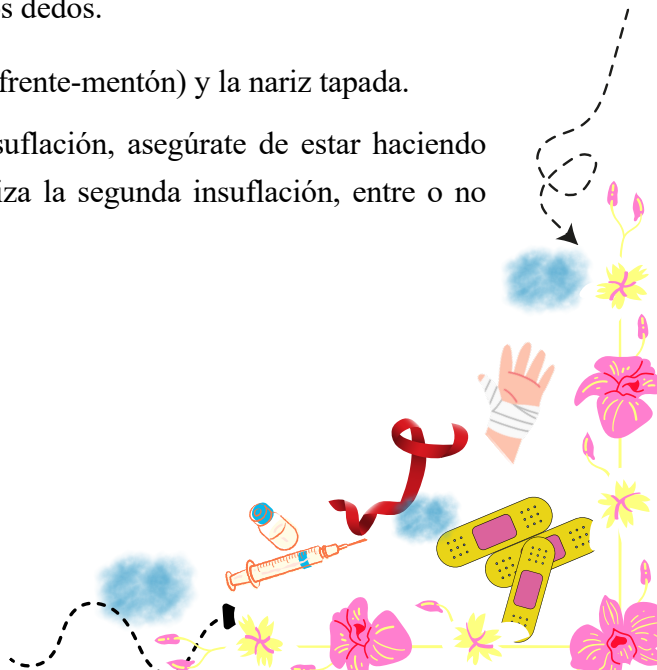 s dedos.
frente-mentón) y la nariz tapada.
suflación, asegúrate de estar haciendo
iza la segunda insuflación, entre o no